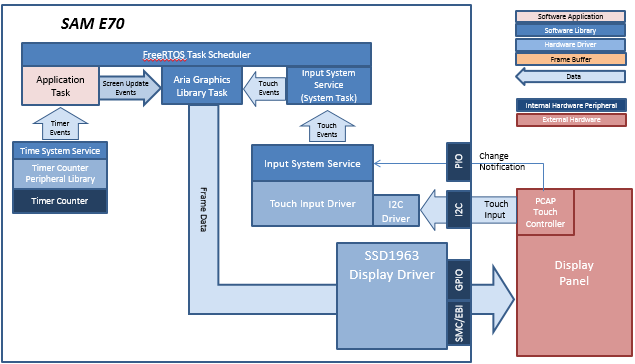 SAM E70
FreeRTOS Task Scheduler
Application
Task
Screen Update
Events
Aria Graphics
Library Task
Touch
Events
Input System
Service
(System Task)
Timer
Events
Touch
Events
Time System Service
Timer Counter
Peripheral Library
Timer Counter
Input System Service
Touch Input Driver
I2C
Driver
Frame Data
SSD1963
Display Driver
PIO
I2C
GPIO
SMC/EBI
Change
Notification
Touch
Input
PCAP
Touch
Controller
Display
Panel
Software Application
Software Library
Hardware Driver
Frame Buffer
Data
Internal Hardware Peripheral
External Hardware